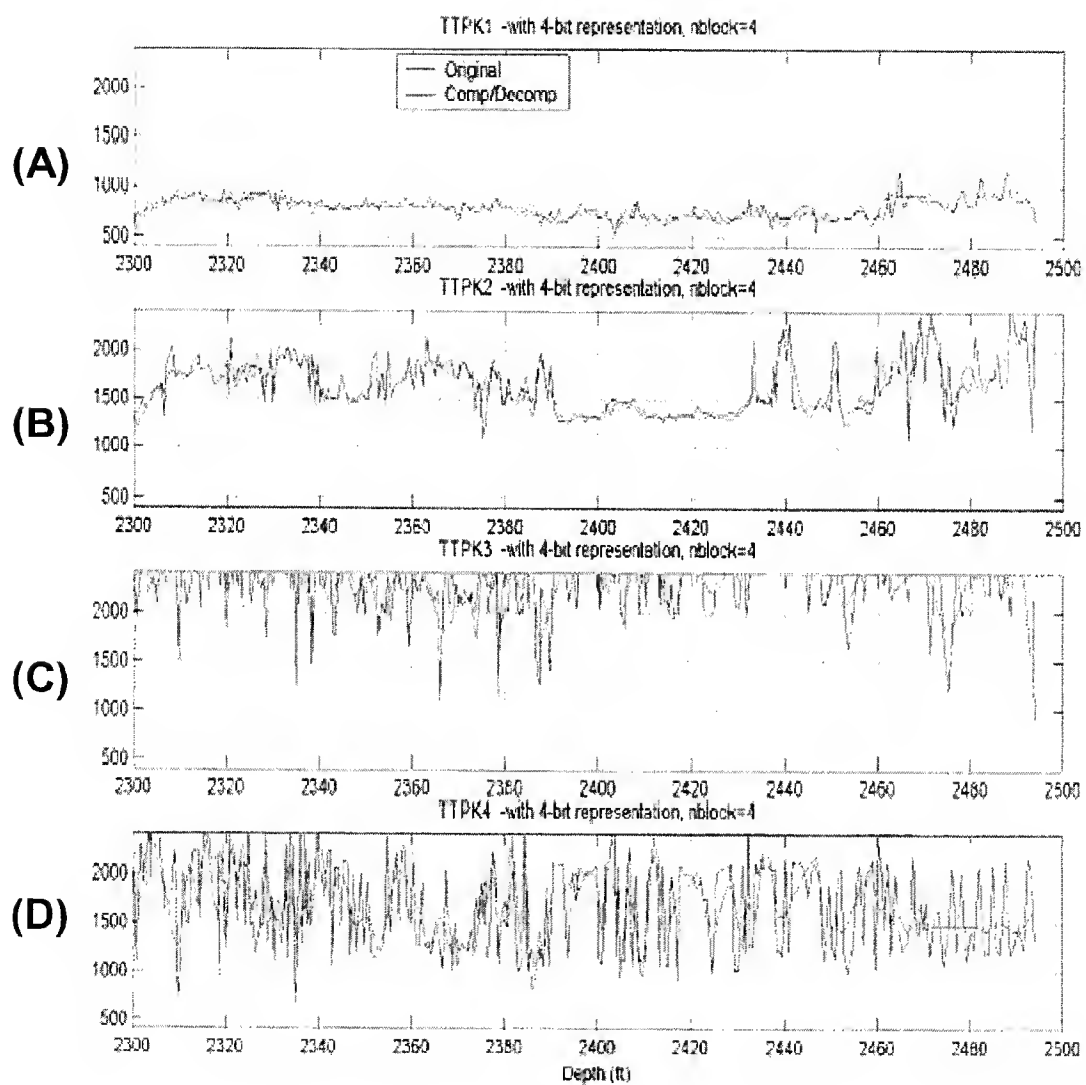 TTPK1 -with 4-bit representation, nblock=4
Original
Comp/Decomp
(A)
2000
1500
1000
500
2300 2320 2340 2360 2380 2400 2420 2440 2460 2480 2500
TTPK2 -with 4-bit representation, nblock=4
(B)
2000
1500
1000
500
2300 2320 2340 2360 2380 2400 2420 2440 2460 2480 2500
TTPK3 -with 4-bit representation, nblock=4
(C)
2000
1500
1000
500
2300 2320 2340 2360 2380 2400 2420 2440 2460 2480 2500
TTPK4 -with 4-bit representation, nblock=4
(D)
2000
1500
1000
500
2300 2320 2340 2360 2380 2400 2420 2440 2460 2480 2500
Depth (ft)